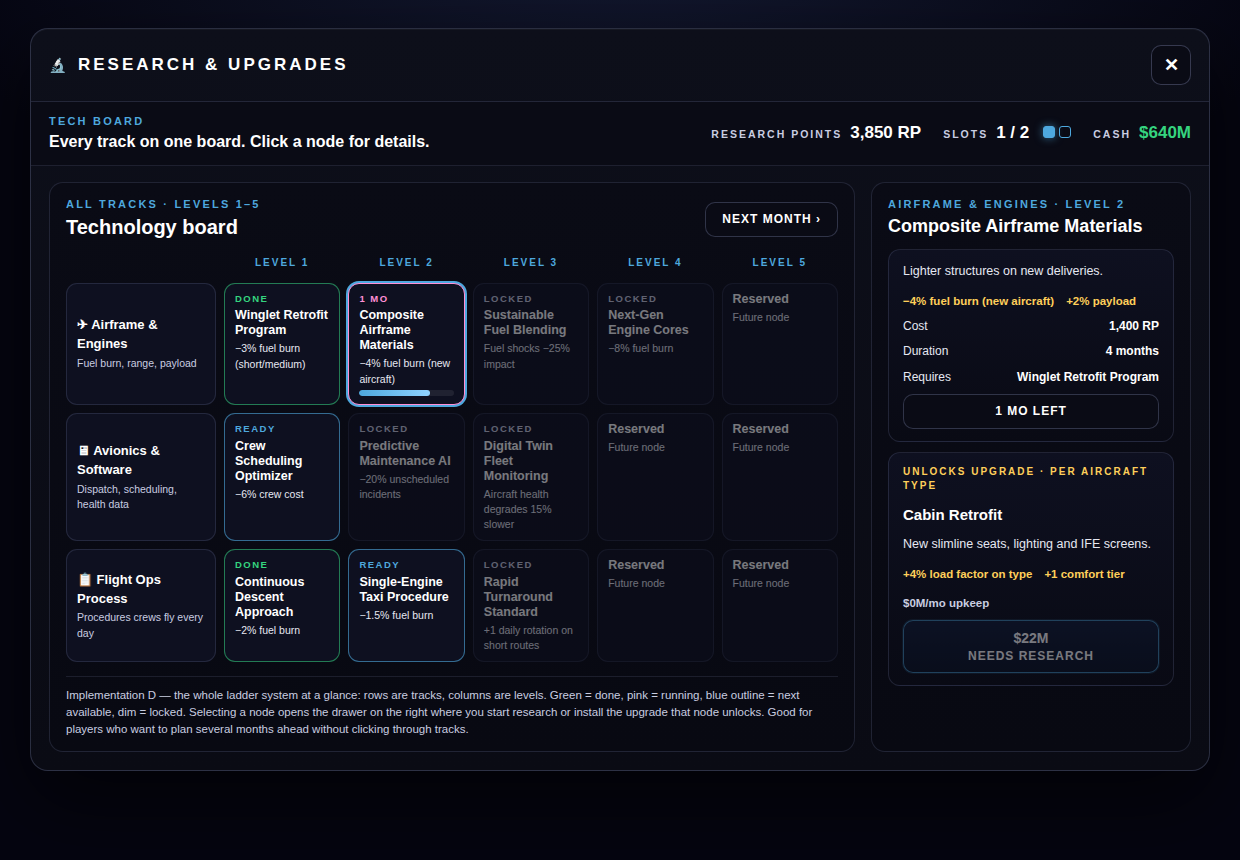 🔬 RESEARCH & UPGRADES
✕
TECH BOARD
Every track on one board. Click a node for details.
RESEARCH POINTS 3,850 RP SLOTS 1 / 2 CASH $640M
ALL TRACKS · LEVELS 1–5
Technology board
NEXT MONTH ›
LEVEL 1 LEVEL 2 LEVEL 3 LEVEL 4 LEVEL 5
✈ Airframe &
Engines
Fuel burn, range, payload
DONE
Winglet Retrofit
Program
−3% fuel burn
(short/medium)
1 MO
Composite
Airframe
Materials
−4% fuel burn (new
aircraft)
LOCKED
Sustainable
Fuel Blending
Fuel shocks −25%
impact
LOCKED
Next-Gen
Engine Cores
−8% fuel burn
Reserved
Future node
🖥 Avionics &
Software
Dispatch, scheduling,
health data
READY
Crew
Scheduling
Optimizer
−6% crew cost
LOCKED
Predictive
Maintenance AI
−20% unscheduled
incidents
LOCKED
Digital Twin
Fleet
Monitoring
Aircraft health
degrades 15%
slower
Reserved
Future node
Reserved
Future node
📋 Flight Ops
Process
Procedures crews fly every
day
DONE
Continuous
Descent
Approach
−2% fuel burn
READY
Single-Engine
Taxi Procedure
−1.5% fuel burn
LOCKED
Rapid
Turnaround
Standard
+1 daily rotation on
short routes
Reserved
Future node
Reserved
Future node
Implementation D — the whole ladder system at a glance: rows are tracks, columns are levels. Green = done, pink = running, blue outline = next
available, dim = locked. Selecting a node opens the drawer on the right where you start research or install the upgrade that node unlocks. Good for
players who want to plan several months ahead without clicking through tracks.
AIRFRAME & ENGINES · LEVEL 2
Composite Airframe Materials
Lighter structures on new deliveries.
−4% fuel burn (new aircraft) +2% payload
Cost 1,400 RP
Duration 4 months
Requires Winglet Retrofit Program
1 MO LEFT
UNLOCKS UPGRADE · PER AIRCRAFT
TYPE
Cabin Retrofit
New slimline seats, lighting and IFE screens.
+4% load factor on type +1 comfort tier
$0M/mo upkeep
$22M
NEEDS RESEARCH